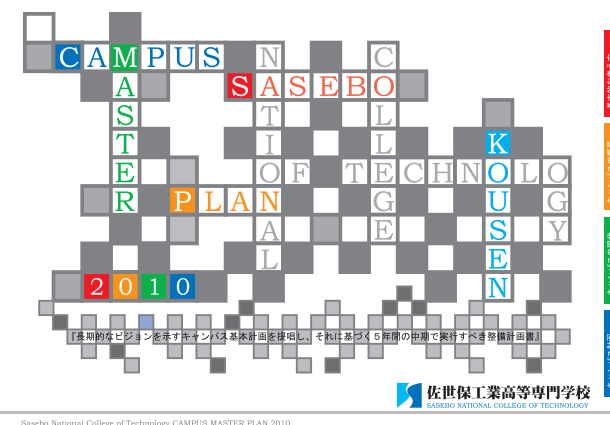 CAMPUS
MASTER
SASEBO
NATIONAL
COLLEGE
OF TECHNOLOGY
KOUSEN
PLAN
2010
『長期的なビジョンを示すキャンパス基本計画を提唱し、それに基づく5年間の中期で実行すべき整備計画書』
佐世保工業高等専門学校
SASEBO NATIONAL COLLEGE OF TECHNOLOGY
Sasebo National College of Technology CAMPUS MASTER PLAN 2010